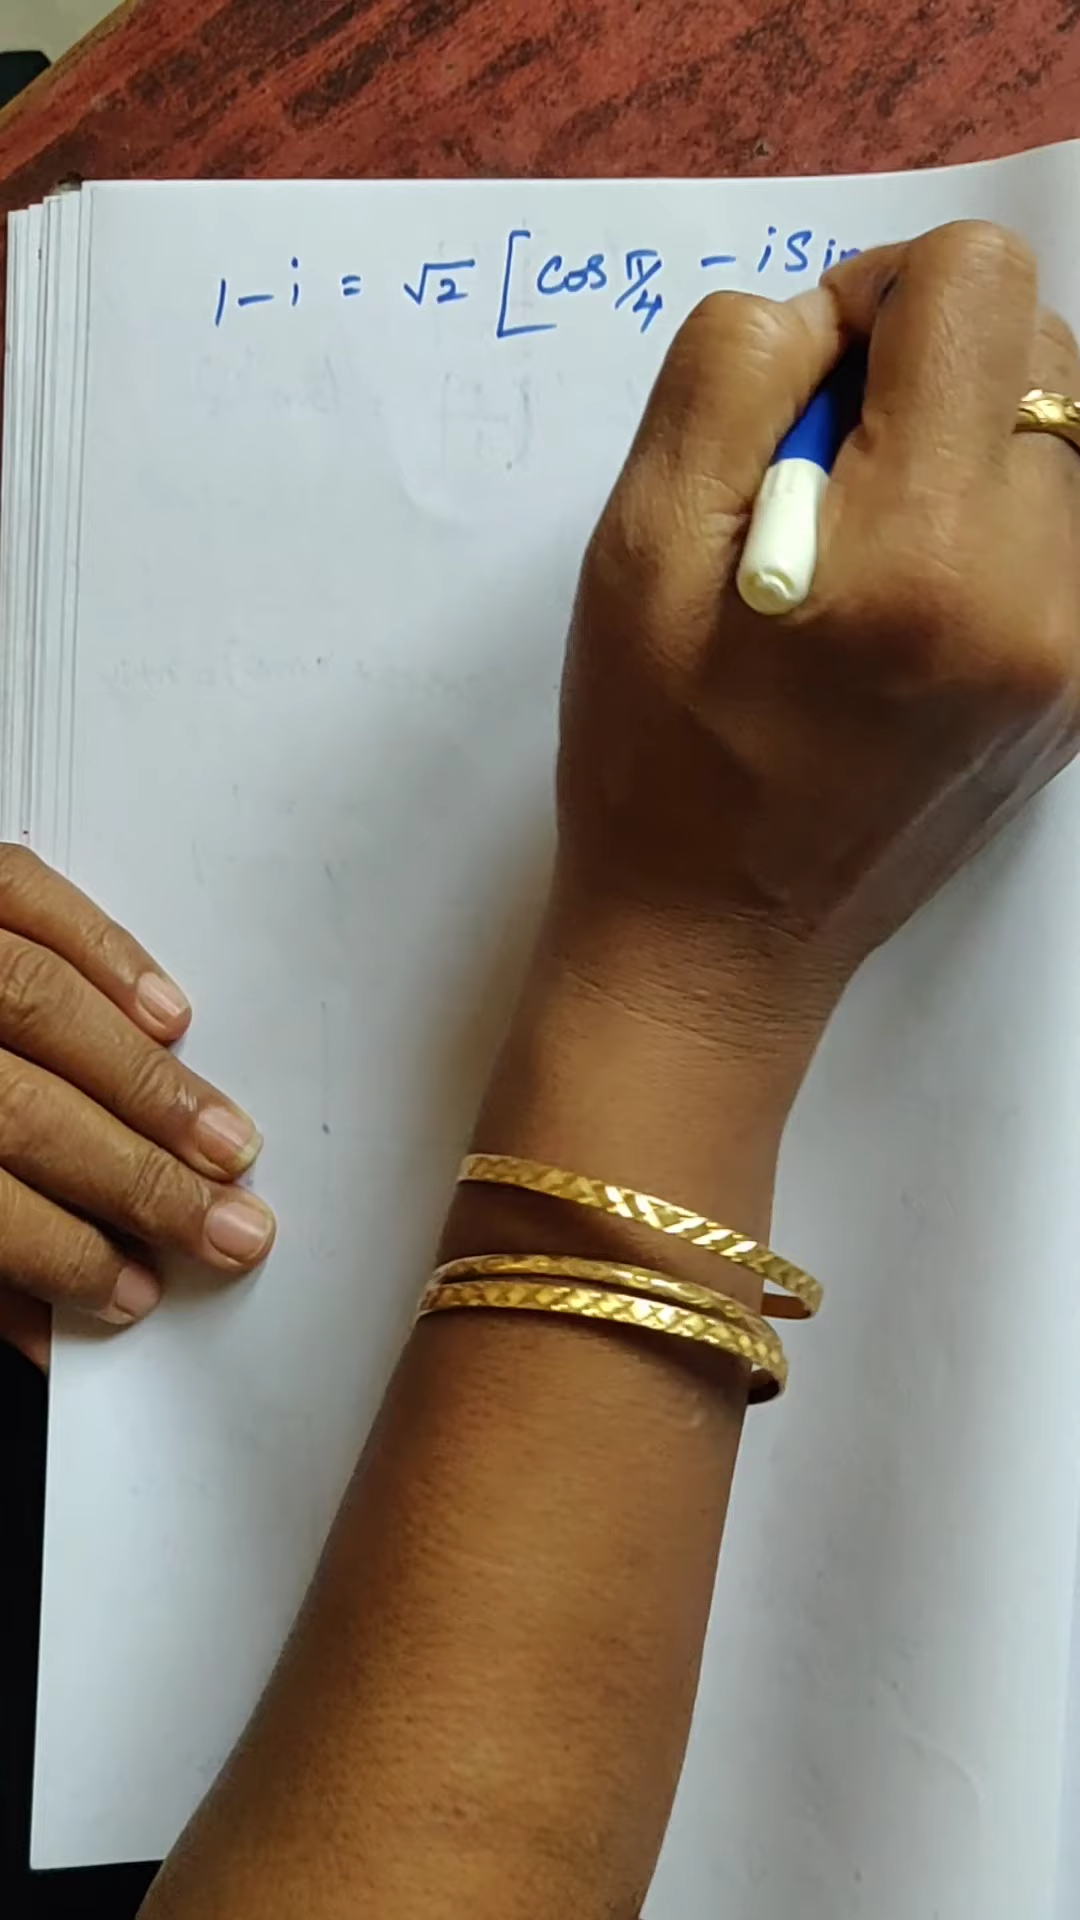 1-i = √2 [cos π/4 - i sin